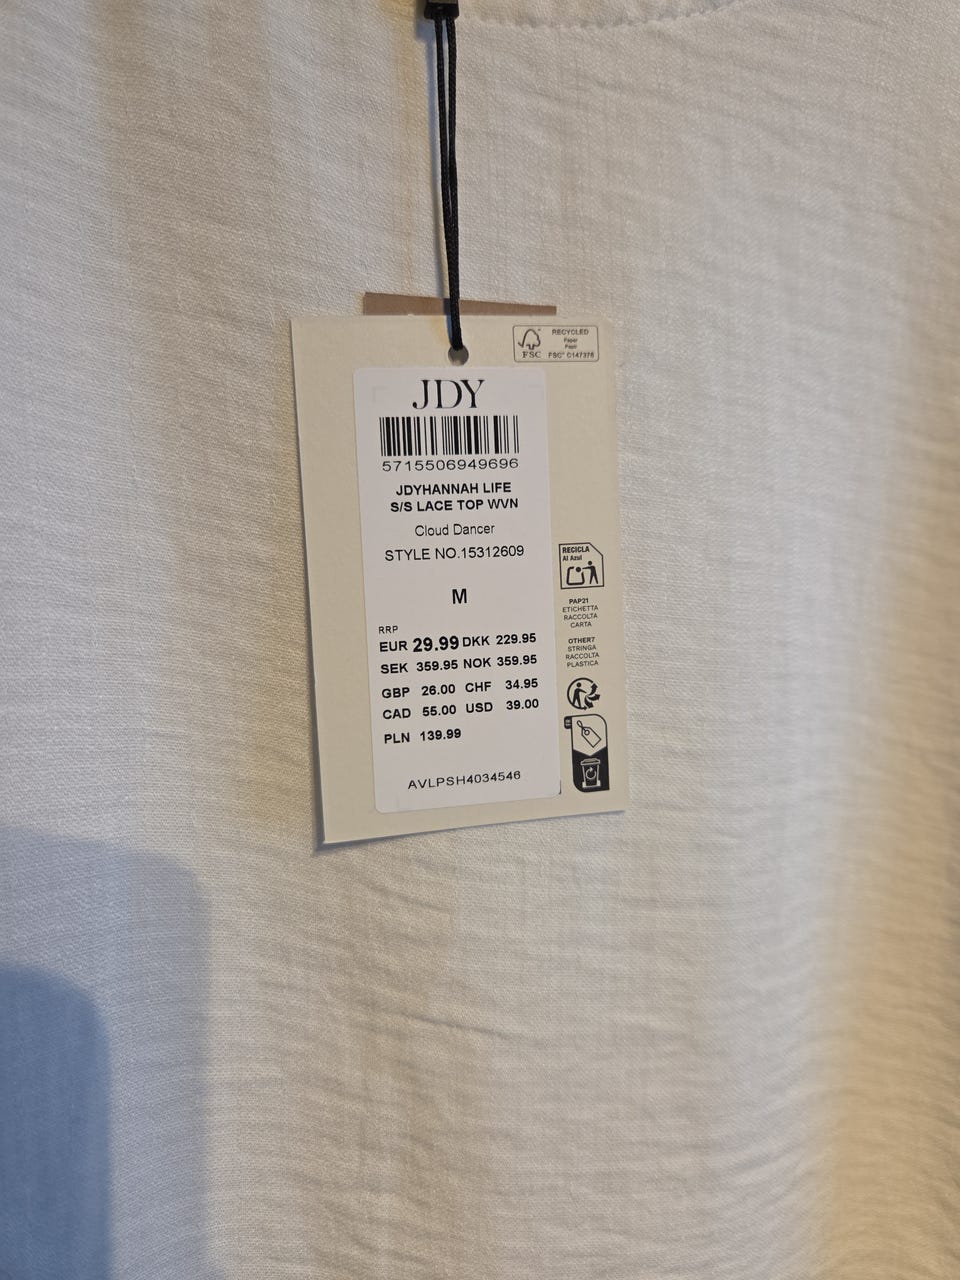 FSC
RECYCLED
Paper
FSC® C147376
JDY
5715506949696
JDYHANNAH LIFE
S/S LACE TOP WVN
Cloud Dancer
STYLE NO.15312609
M
RRP
EUR 29.99 DKK 229.95
SEK 359.95 NOK 359.95
GBP 26.00 CHF 34.95
CAD 55.00 USD 39.00
PLN 139.99
AVLPSH4034546
RECICLA
Al Azul
PAP21
ETICHETTA
RACCOLTA
CARTA
OTHER7
STRINGA
RACCOLTA
PLASTICA